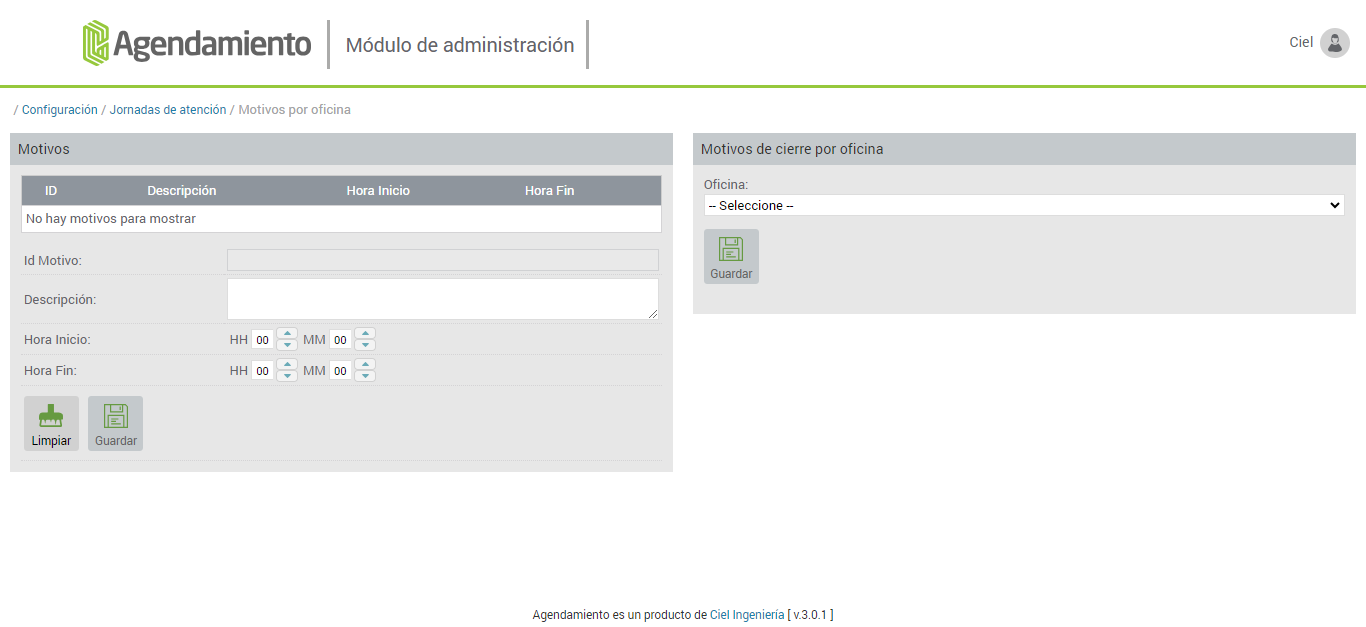 Agendamiento
Módulo de administración
Ciel
/ Configuración / Jornadas de atención / Motivos por oficina
Motivos
ID Descripción Hora Inicio Hora Fin
No hay motivos para mostrar
Id Motivo:
Descripción:
Hora Inicio: HH 00 MM 00
Hora Fin: HH 00 MM 00
Limpiar Guardar
Motivos de cierre por oficina
Oficina:
-- Seleccione --
Guardar
Agendamiento es un producto de Ciel Ingeniería [ v.3.0.1 ]